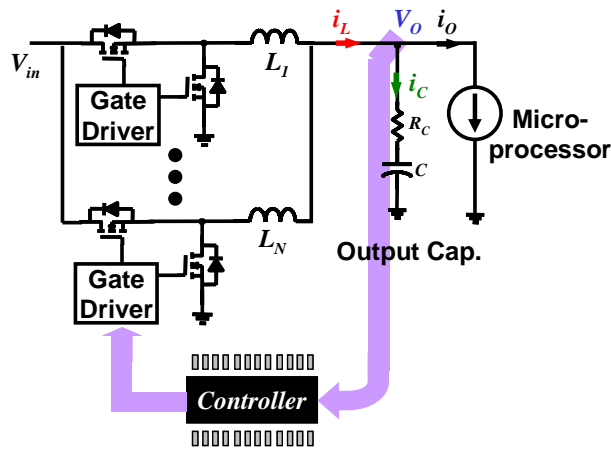 i_L
V_O
i_O
V_in
L_1
i_C
Gate
Driver
R_C
Micro-
processor
C
L_N
Output Cap.
Gate
Driver
Controller